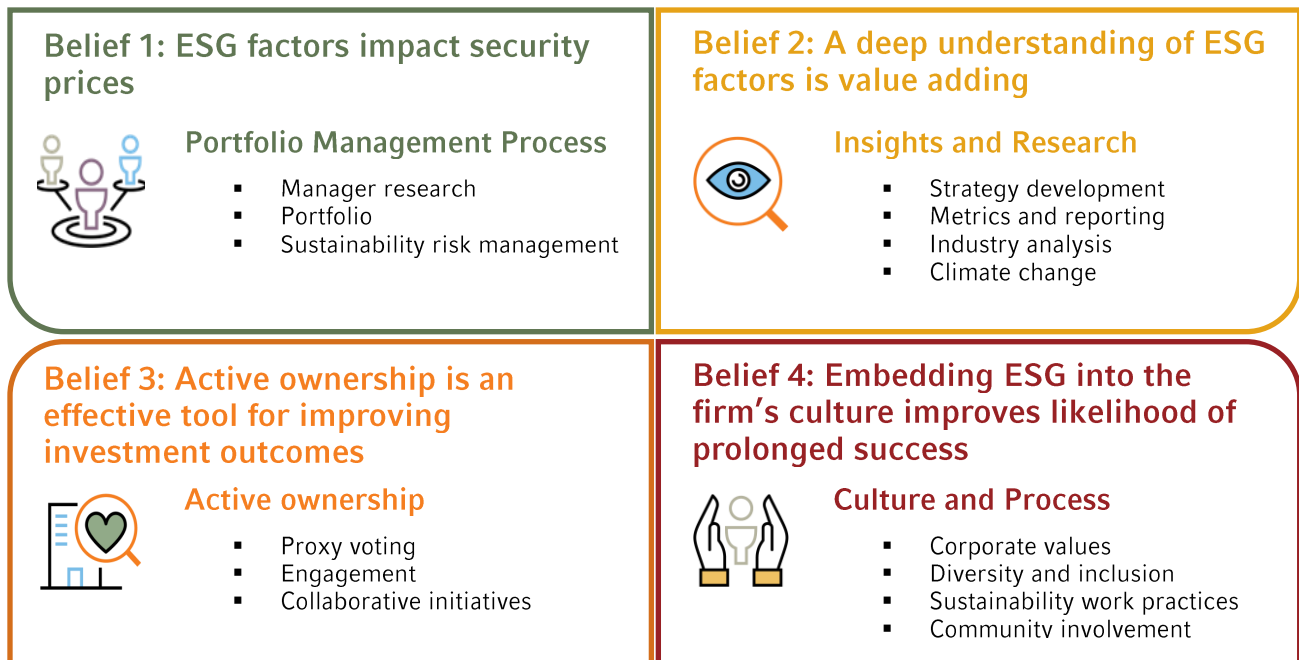 Belief 1: ESG factors impact security
prices
Portfolio Management Process
▪ Manager research
▪ Portfolio
▪ Sustainability risk management
Belief 2: A deep understanding of ESG
factors is value adding
Insights and Research
▪ Strategy development
▪ Metrics and reporting
▪ Industry analysis
▪ Climate change
Belief 3: Active ownership is an
effective tool for improving
investment outcomes
Active ownership
▪ Proxy voting
▪ Engagement
▪ Collaborative initiatives
Belief 4: Embedding ESG into the
firm’s culture improves likelihood of
prolonged success
Culture and Process
▪ Corporate values
▪ Diversity and inclusion
▪ Sustainability work practices
▪ Community involvement